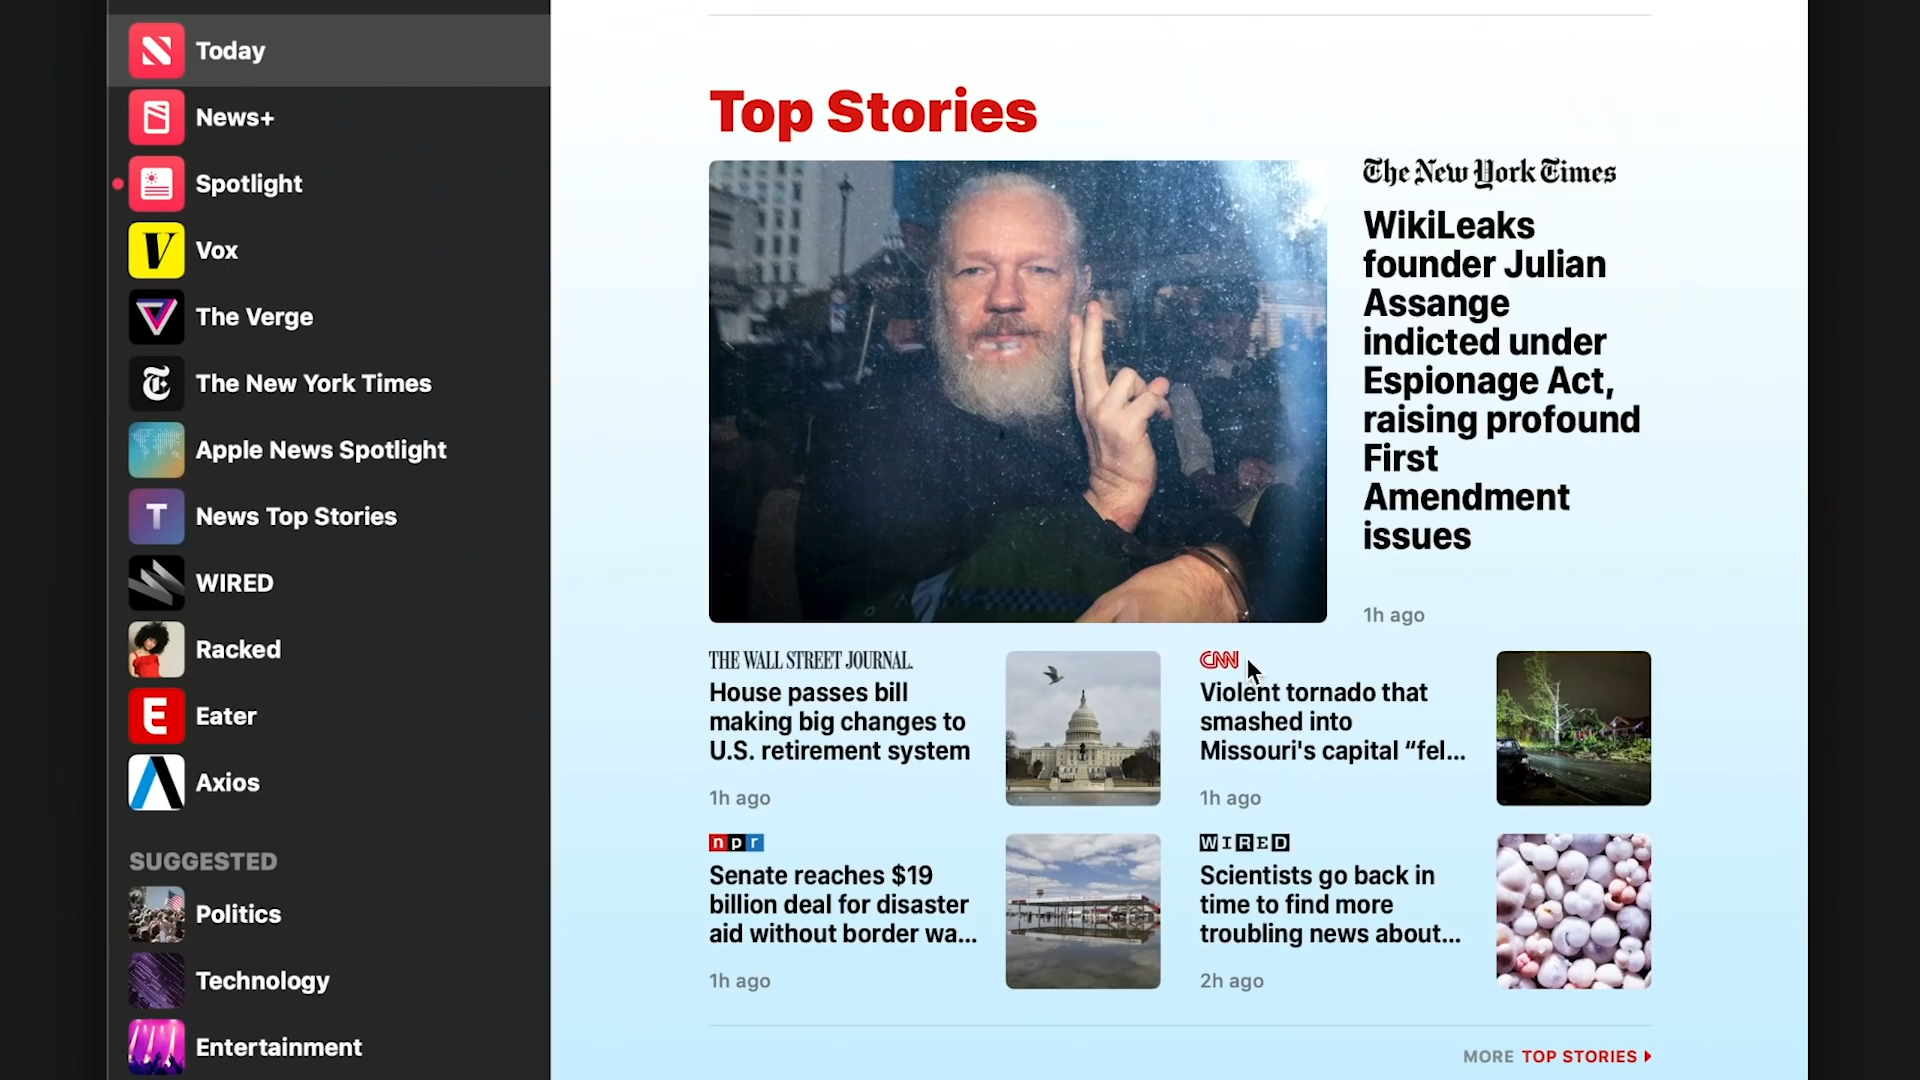 Today
News+
Spotlight
Vox
The Verge
The New York Times
Apple News Spotlight
T
News Top Stories
WIRED
Racked
E
Eater
Axios
SUGGESTED
Politics
Technology
Entertainment
Top Stories
The New York Times
WikiLeaks
founder Julian
Assange
indicted under
Espionage Act,
raising profound
First
Amendment
issues
1h ago
THE WALL STREET JOURNAL.
House passes bill
making big changes to
U.S. retirement system
1h ago
CNN
Violent tornado that
smashed into
Missouri's capital “fel...
1h ago
npr
Senate reaches $19
billion deal for disaster
aid without border wa...
1h ago
WIRED
Scientists go back in
time to find more
troubling news about...
2h ago
MORE TOP STORIES